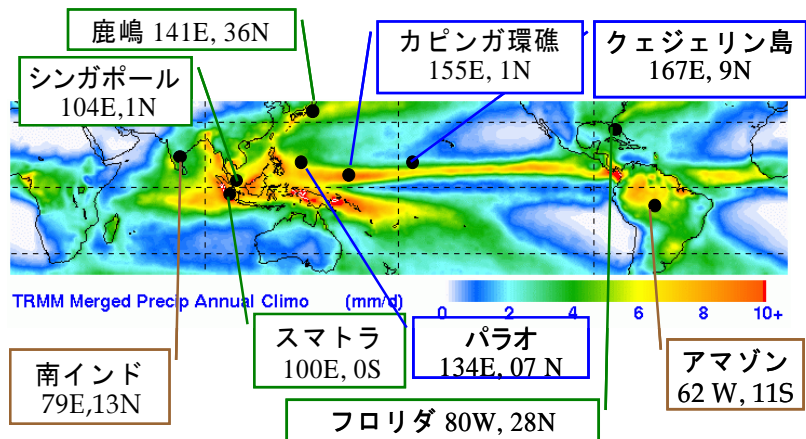 鹿嶋 141E, 36N
カピンガ環礁
155E, 1N
クェジェリン島
167E, 9N
シンガポール
104E,1N
TRMM Merged Precip Annual Climo (mm/d)
0 2 4 6 8 10+
スマトラ
100E, 0S
パラオ
134E, 07 N
アマゾン
62 W, 11S
南インド
79E,13N
フロリダ 80W, 28N